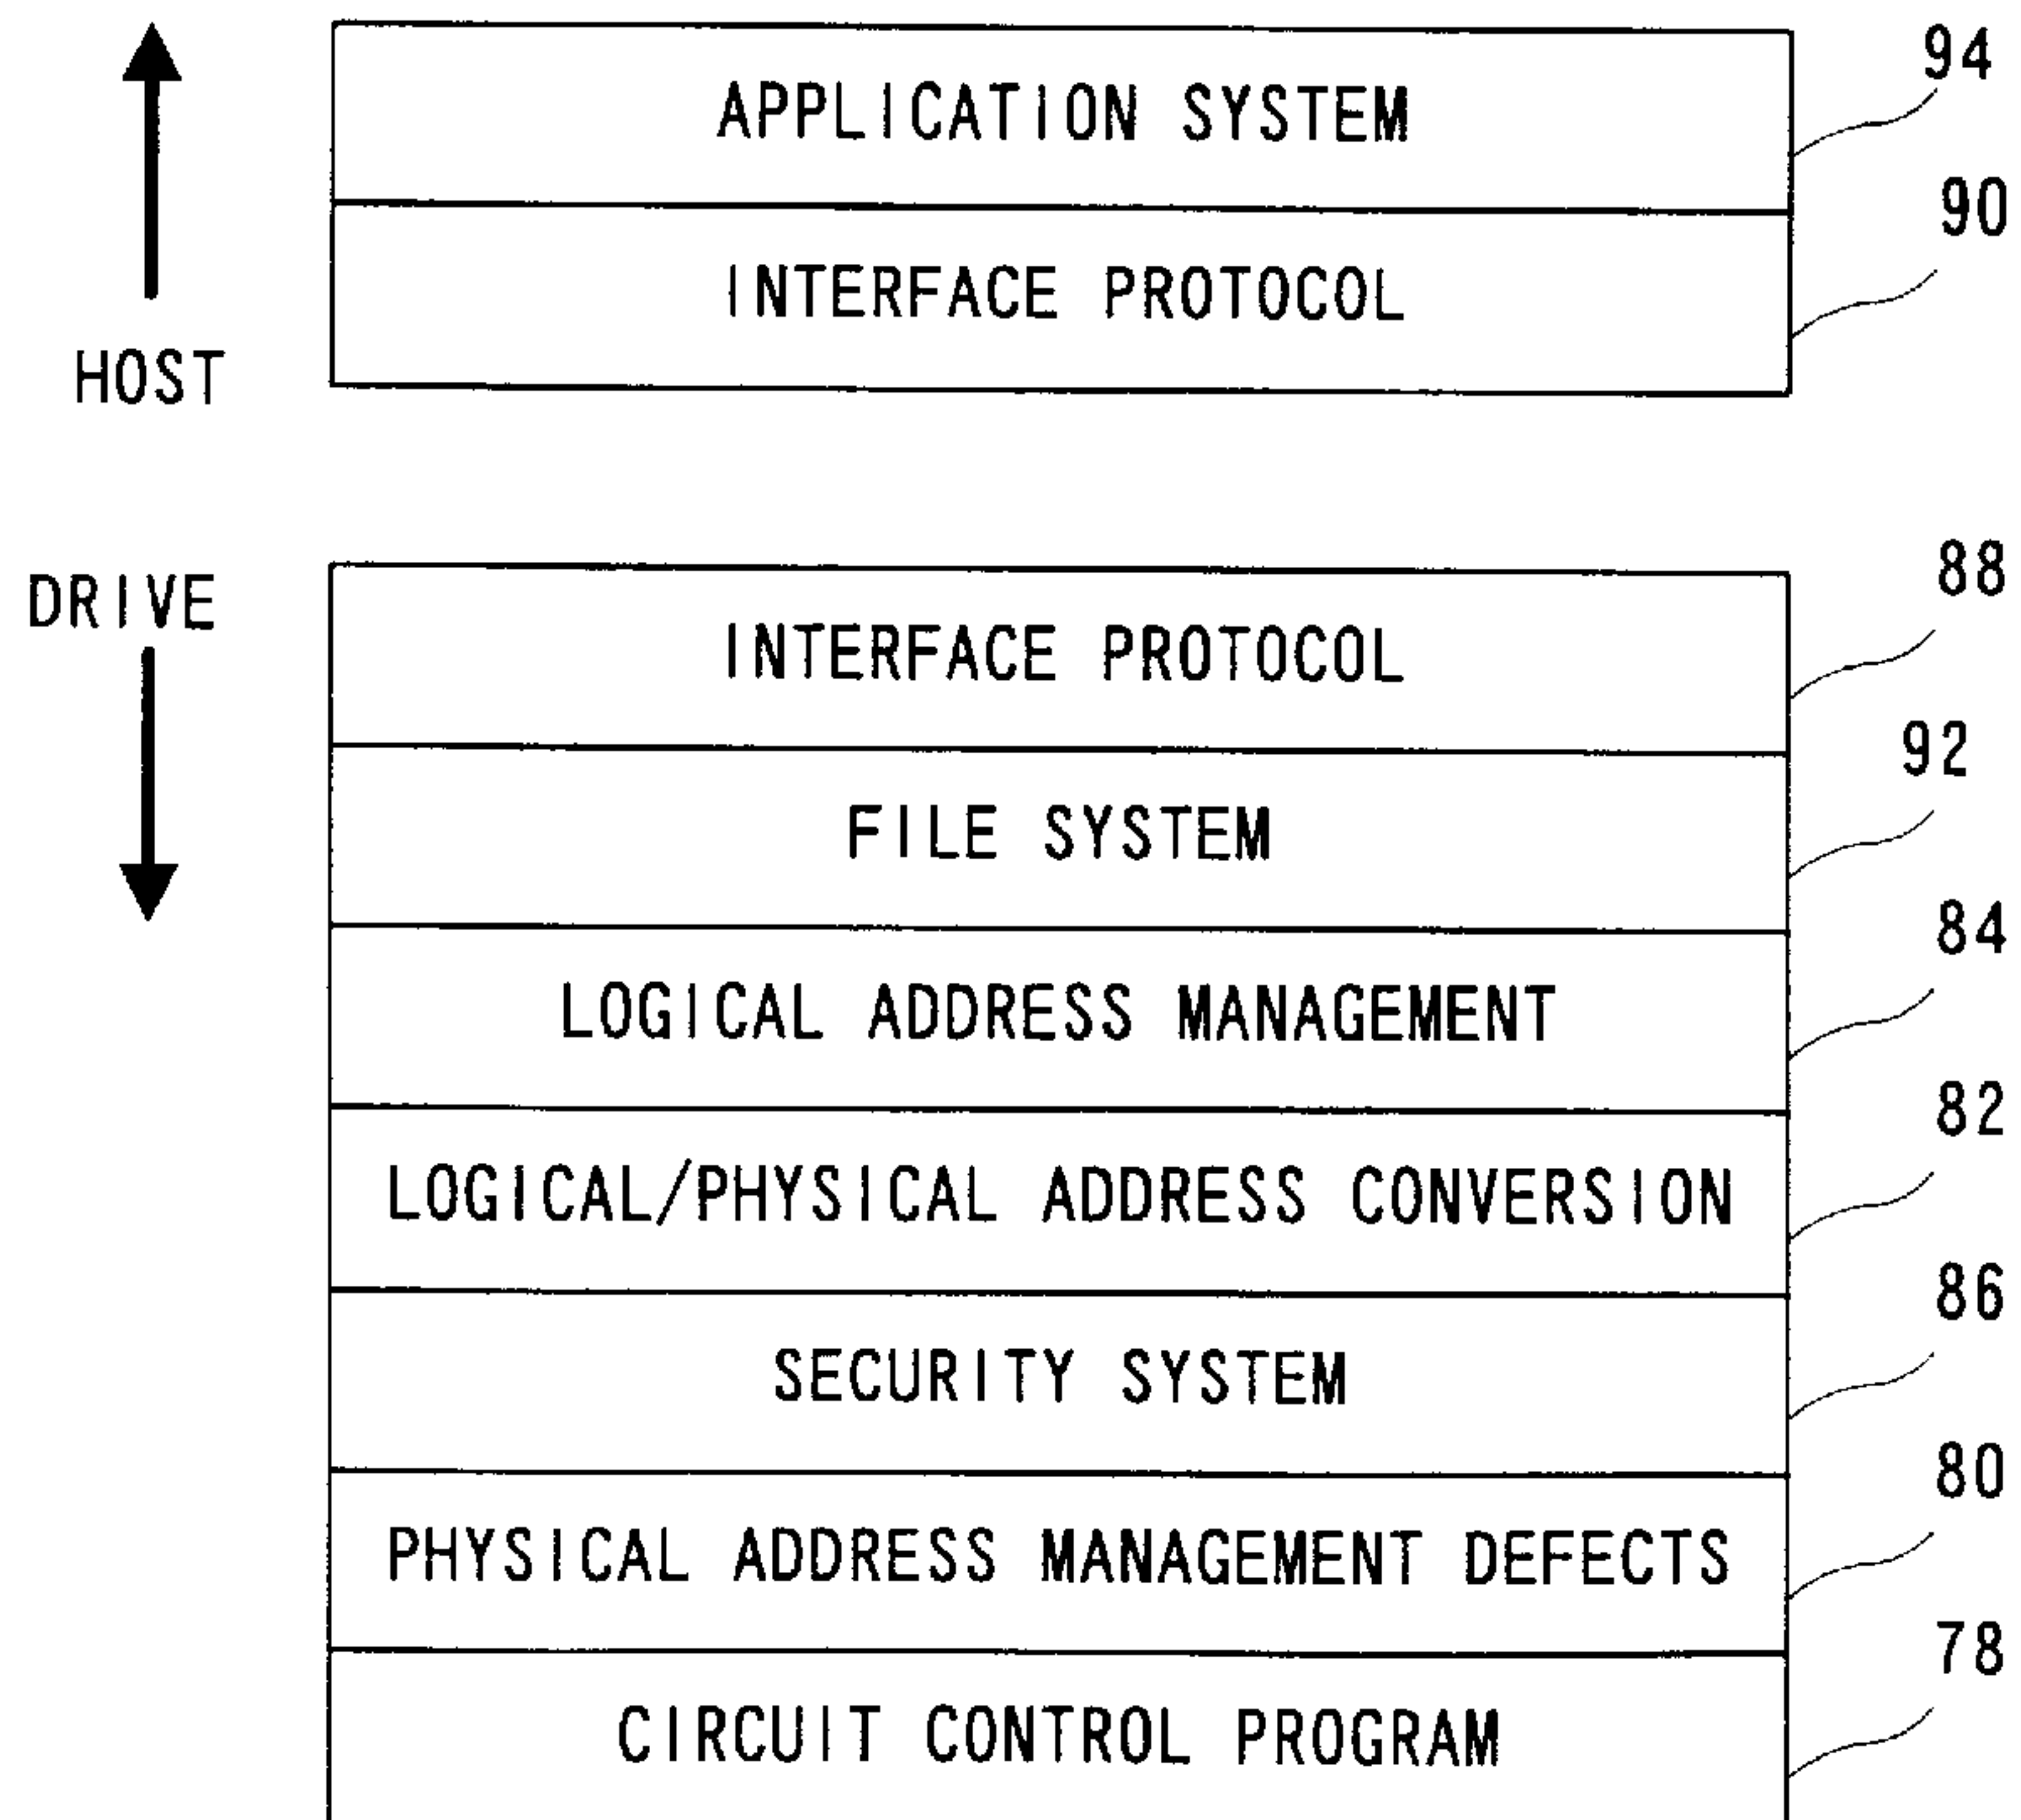 94
APPLICATION SYSTEM
90
INTERFACE PROTOCOL
HOST
88
DRIVE
INTERFACE PROTOCOL
92
FILE SYSTEM
84
LOGICAL ADDRESS MANAGEMENT
82
LOGICAL/PHYSICAL ADDRESS CONVERSION
86
SECURITY SYSTEM
80
PHYSICAL ADDRESS MANAGEMENT DEFECTS
78
CIRCUIT CONTROL PROGRAM